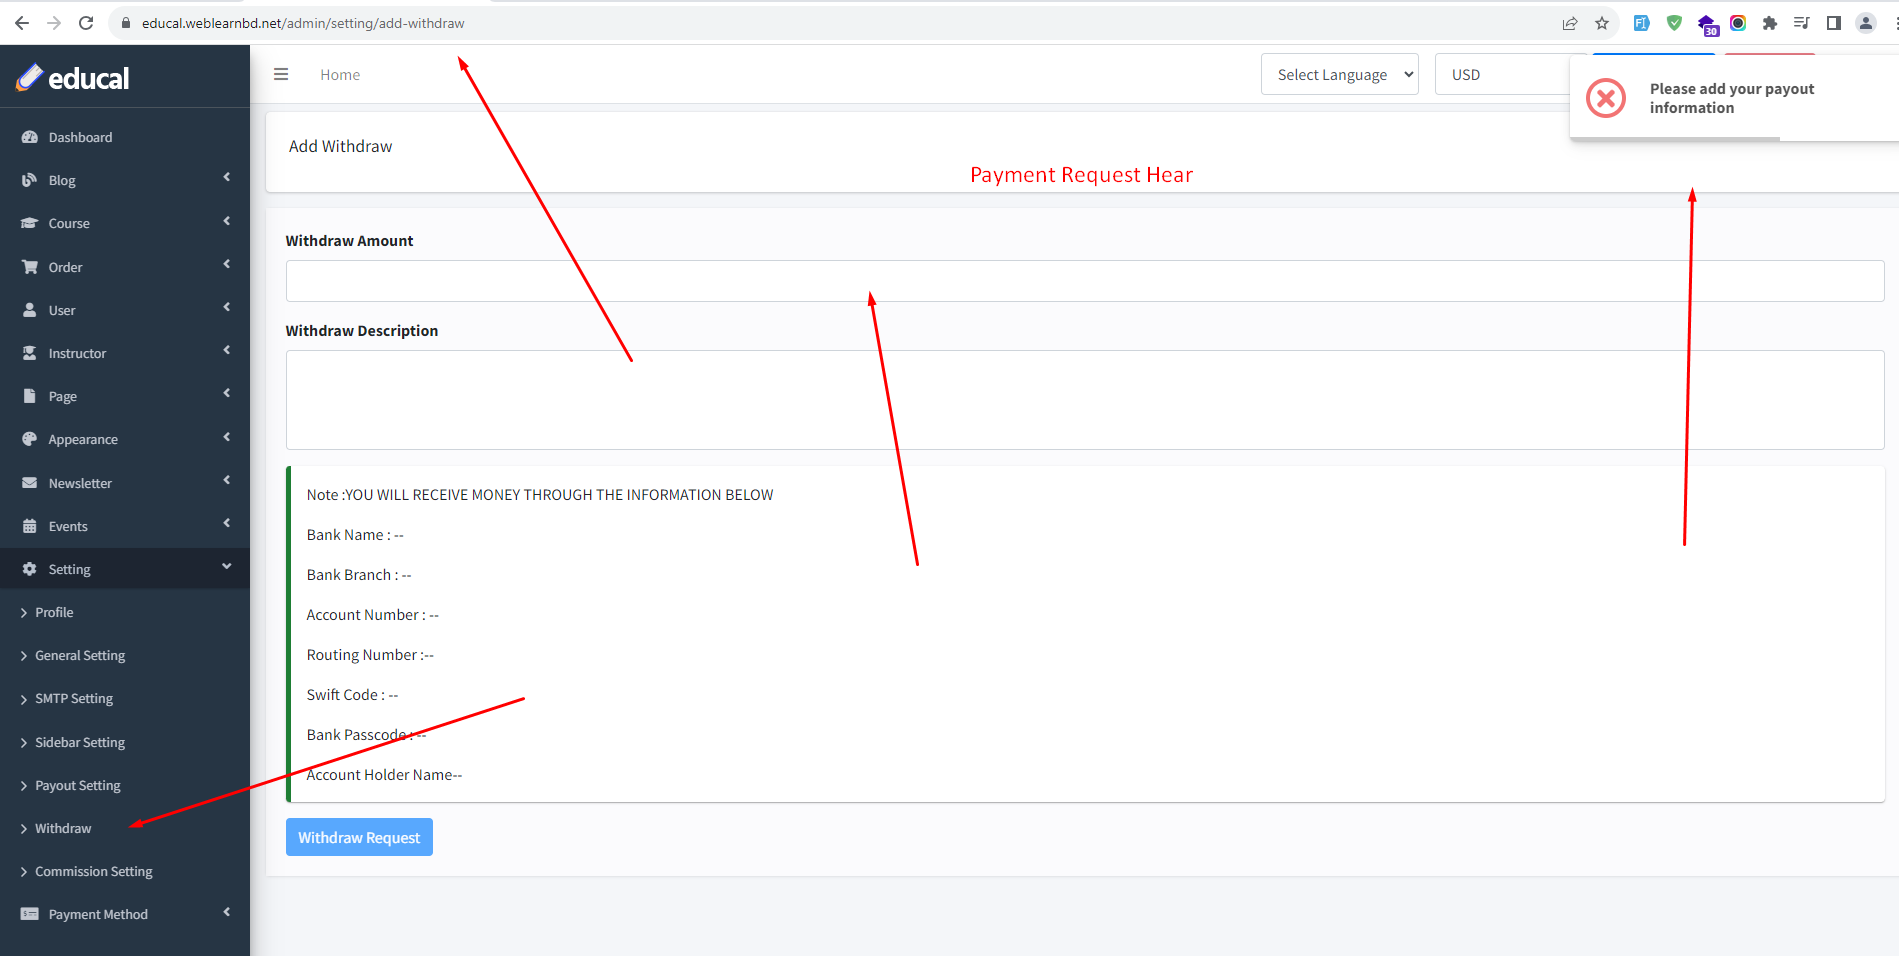 educal.weblearnbd.net/admin/setting/add-withdraw
30
educal
Home
Select Language
USD
Please add your payout
information
Dashboard
Blog
Course
Order
User
Instructor
Page
Appearance
Newsletter
Events
Setting
Profile
General Setting
SMTP Setting
Sidebar Setting
Payout Setting
Withdraw
Commission Setting
Payment Method
Add Withdraw
Payment Request Hear
Withdraw Amount
Withdraw Description
Note :YOU WILL RECEIVE MONEY THROUGH THE INFORMATION BELOW
Bank Name : --
Bank Branch : --
Account Number : --
Routing Number :--
Swift Code : --
Bank Passcode : --
Account Holder Name--
Withdraw Request